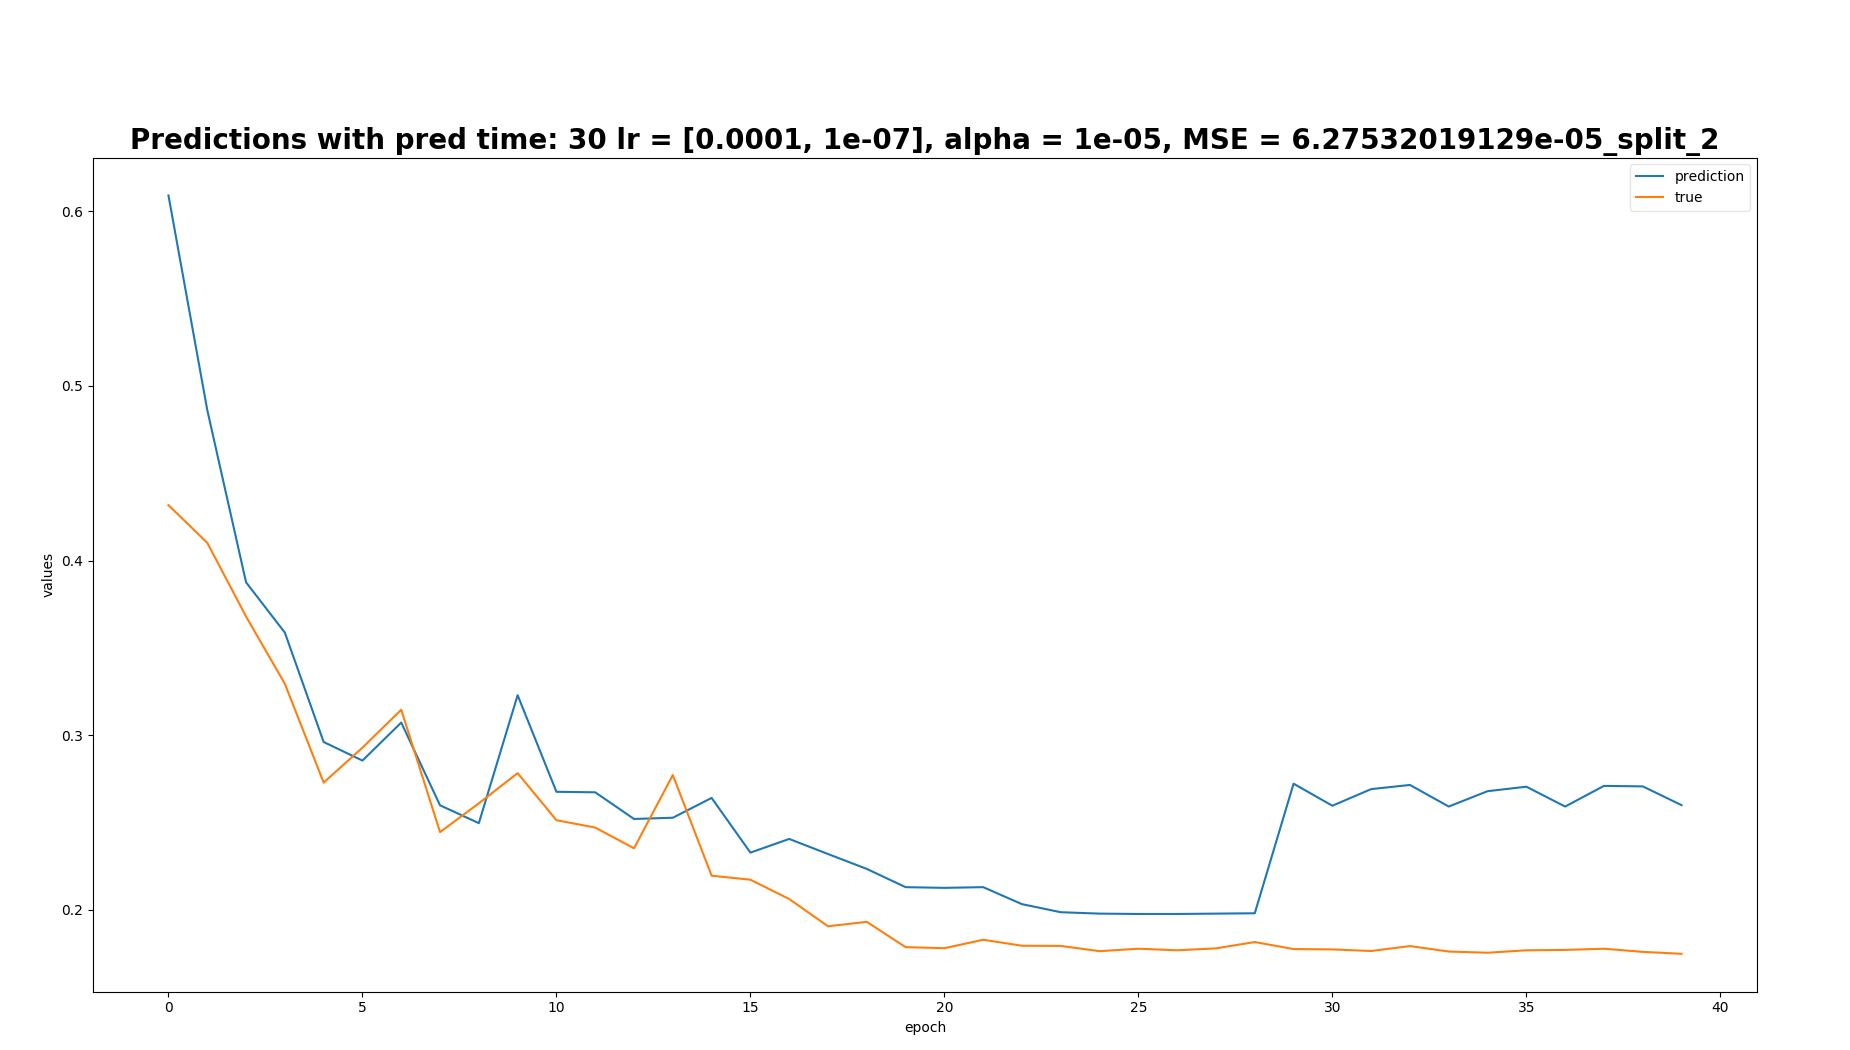 Predictions with pred time: 30 lr = [0.0001, 1e-07], alpha = 1e-05, MSE = 6.27532019129e-05_split_2
prediction
true
0.6
0.5
0.4
0.3
0.2
values
0 5 10 15 20 25 30 35 40
epoch